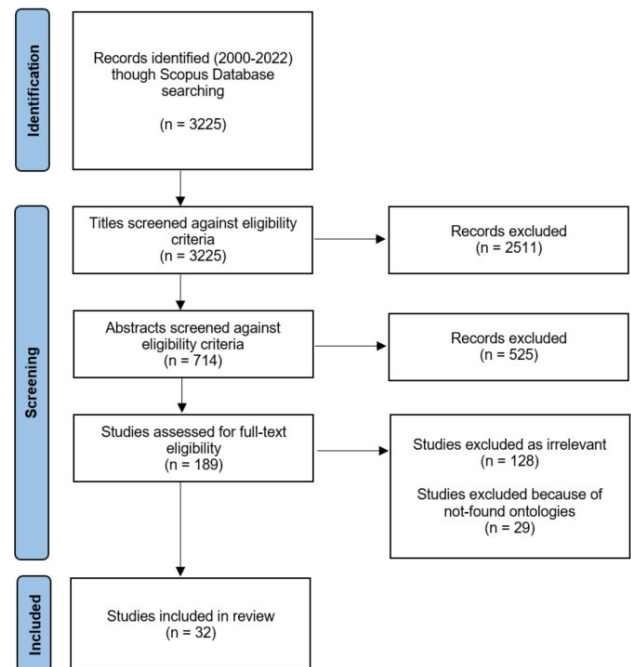 Identification
Records identified (2000-2022)
though Scopus Database
searching
(n = 3225)
Screening
Titles screened against eligibility
criteria
(n = 3225)
Records excluded
(n = 2511)
Abstracts screened against
eligibility criteria
(n = 714)
Records excluded
(n = 525)
Studies assessed for full-text
eligibility
(n = 189)
Studies excluded as irrelevant
(n = 128)
Studies excluded because of
not-found ontologies
(n = 29)
Included
Studies included in review
(n = 32)